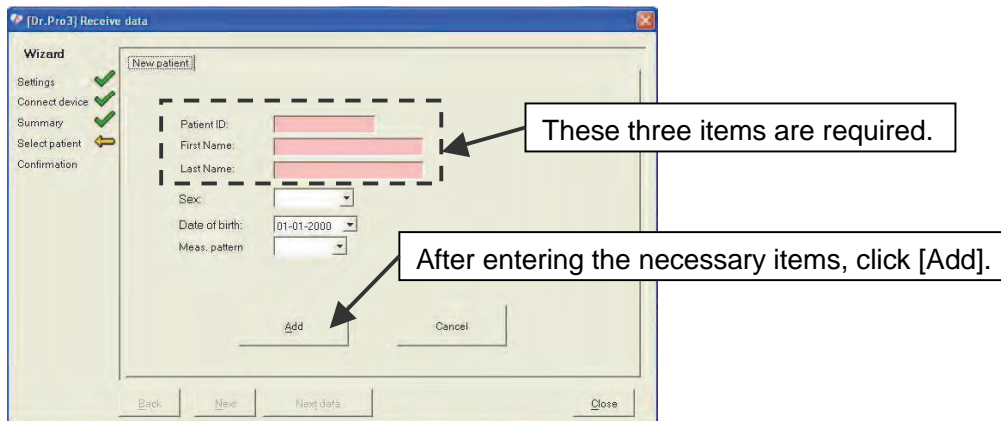 [Dr.Pro3] Receive data
Wizard
Settings
Connect device
Summary
Select patient
Confirmation
New patient
Patient ID:
First Name:
Last Name:
Sex:
Date of birth: 01-01-2000
Meas. pattern
These three items are required.
After entering the necessary items, click [Add].
Add Cancel
Back Next Next data Close